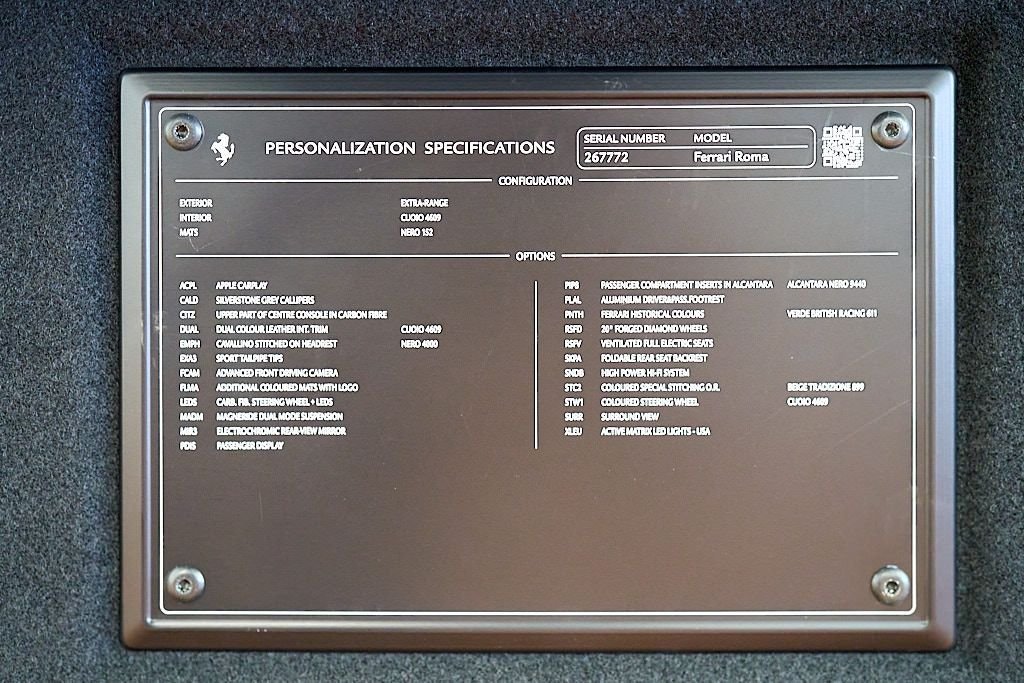 PERSONALIZATION SPECIFICATIONS
SERIAL NUMBER MODEL
267772 Ferrari Roma
CONFIGURATION
EXTERIOR EXTRA-RANGE
INTERIOR CUOIO 4609
MATS NERO 152
OPTIONS
ACPL APPLE CARPLAY
CALD SILVERSTONE GREY CALLIPERS
CITZ UPPER PART OF CENTRE CONSOLE IN CARBON FIBRE
DUAL DUAL COLOUR LEATHER INT. TRIM CUOIO 4609
EMPH CAVALLINO STITCHED ON HEADREST NERO 4000
EXA3 SPORT TAILPIPE TIPS
FCAM ADVANCED FRONT DRIVING CAMERA
FLMA ADDITIONAL COLOURED MATS WITH LOGO
LEDS CARB. FIB. STEERING WHEEL + LEDS
MADM MAGNERIDE DUAL MODE SUSPENSION
MIR3 ELECTROCHROMIC REAR-VIEW MIRROR
PDIS PASSENGER DISPLAY
PIPB PASSENGER COMPARTMENT INSERTS IN ALCANTARA ALCANTARA NERO 9440
PLAL ALUMINIUM DRIVER&PASS.FOOTREST
PNTH FERRARI HISTORICAL COLOURS VERDE BRITISH RACING 611
RSFD 20" FORGED DIAMOND WHEELS
RSFV VENTILATED FULL ELECTRIC SEATS
SKPA FOLDABLE REAR SEAT BACKREST
SNDB HIGH POWER HI-FI SYSTEM
STC2 COLOURED SPECIAL STITCHING O.R. BEIGE TRADIZIONE 099
STW1 COLOURED STEERING WHEEL CUOIO 4609
SURR SURROUND VIEW
XLEU ACTIVE MATRIX LED LIGHTS - USA